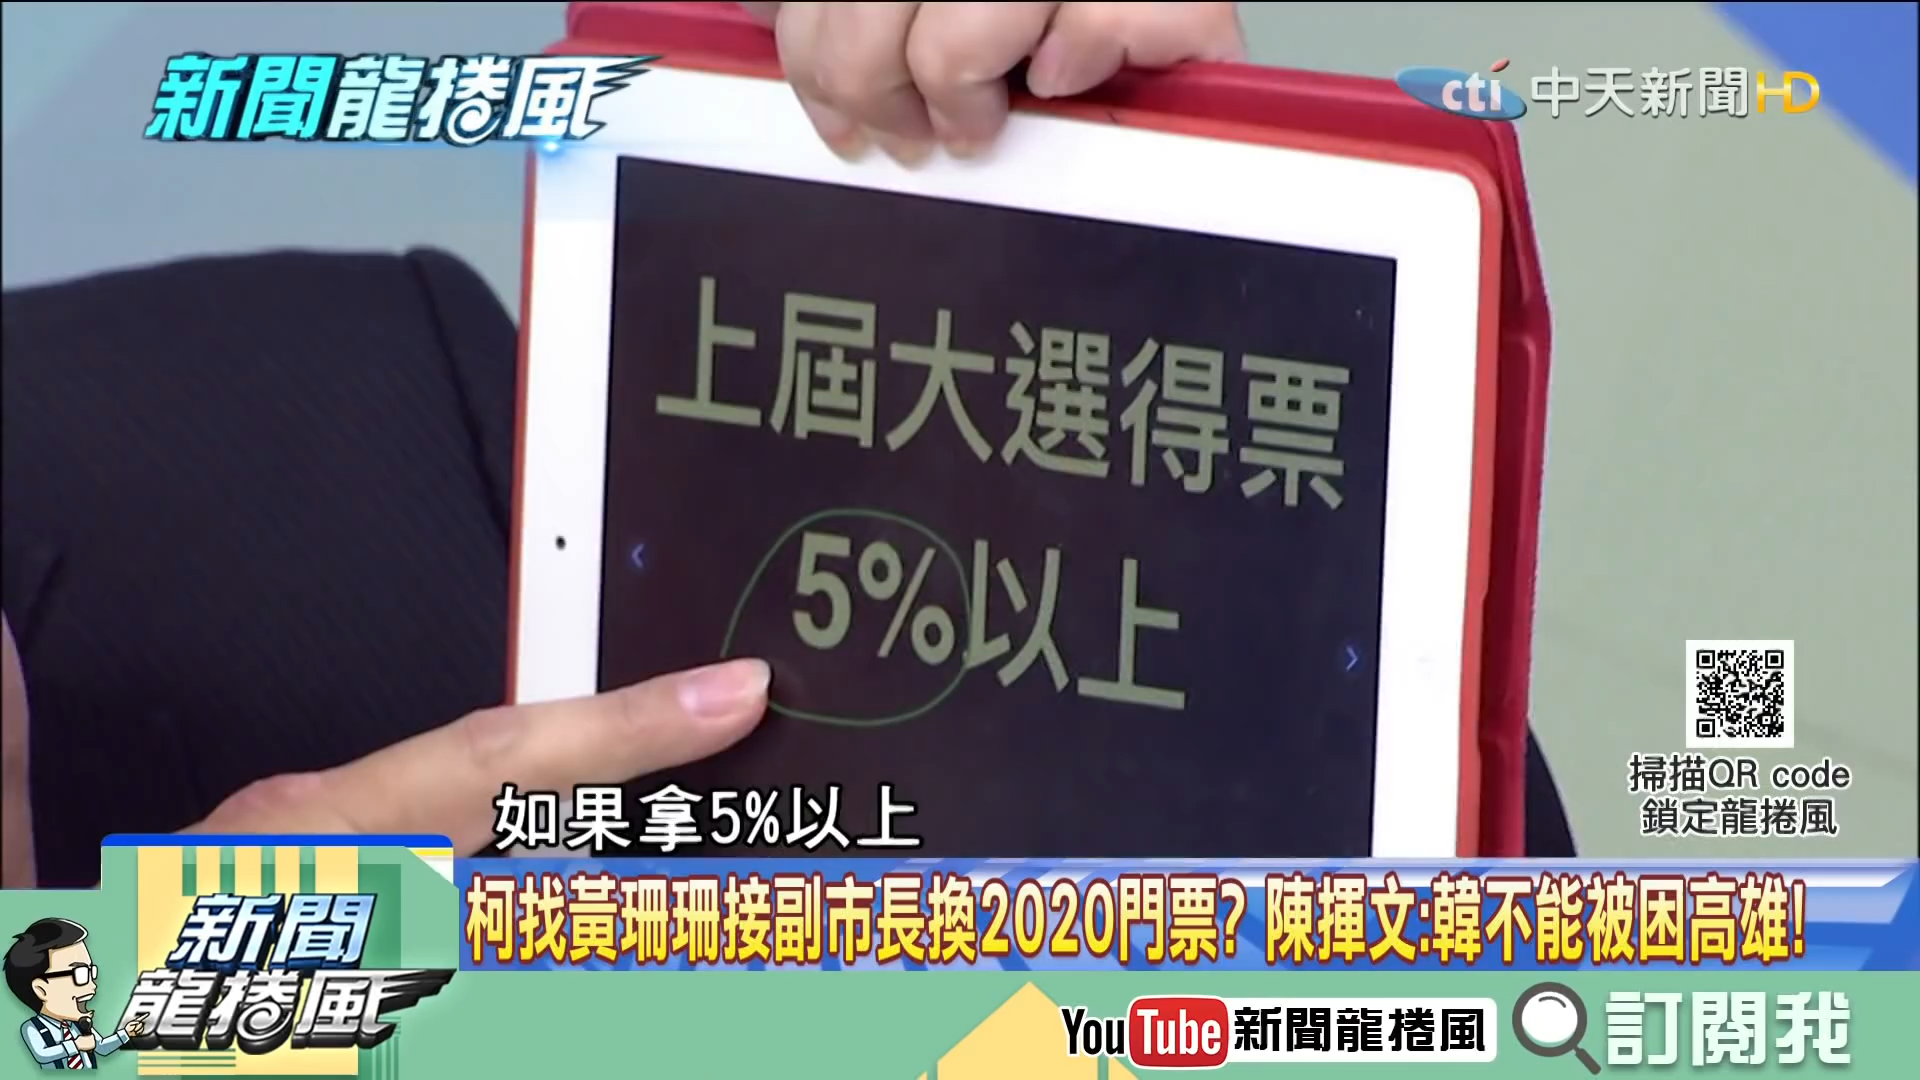 新聞龍捲風
cti 中天新聞HD
上屆大選得票
5%以上
掃描QR code
鎖定龍捲風
如果拿5%以上
新聞
龍捲風
柯找黃珊珊接副市長換2020門票? 陳揮文:韓不能被困高雄!
YouTube 新聞龍捲風 訂閱我